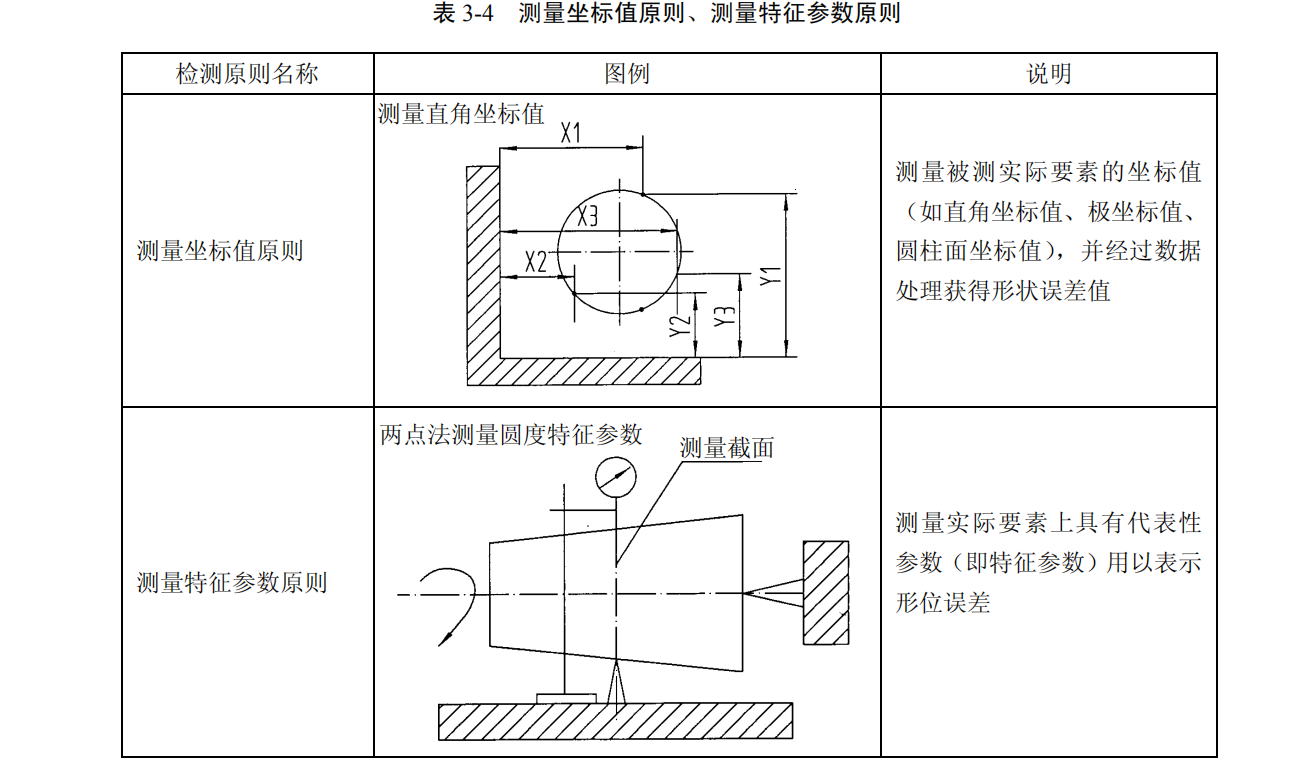 表 3-4 测量坐标值原则、测量特征参数原则
检测原则名称
图例
说明
测量坐标值原则
测量直角坐标值
X1
X3
X2
Y1
Y3
Y2
测量被测实际要素的坐标值
（如直角坐标值、极坐标值、
圆柱面坐标值），并经过数据
处理获得形状误差值
测量特征参数原则
两点法测量圆度特征参数
测量截面
测量实际要素上具有代表性
参数（即特征参数）用以表示
形位误差